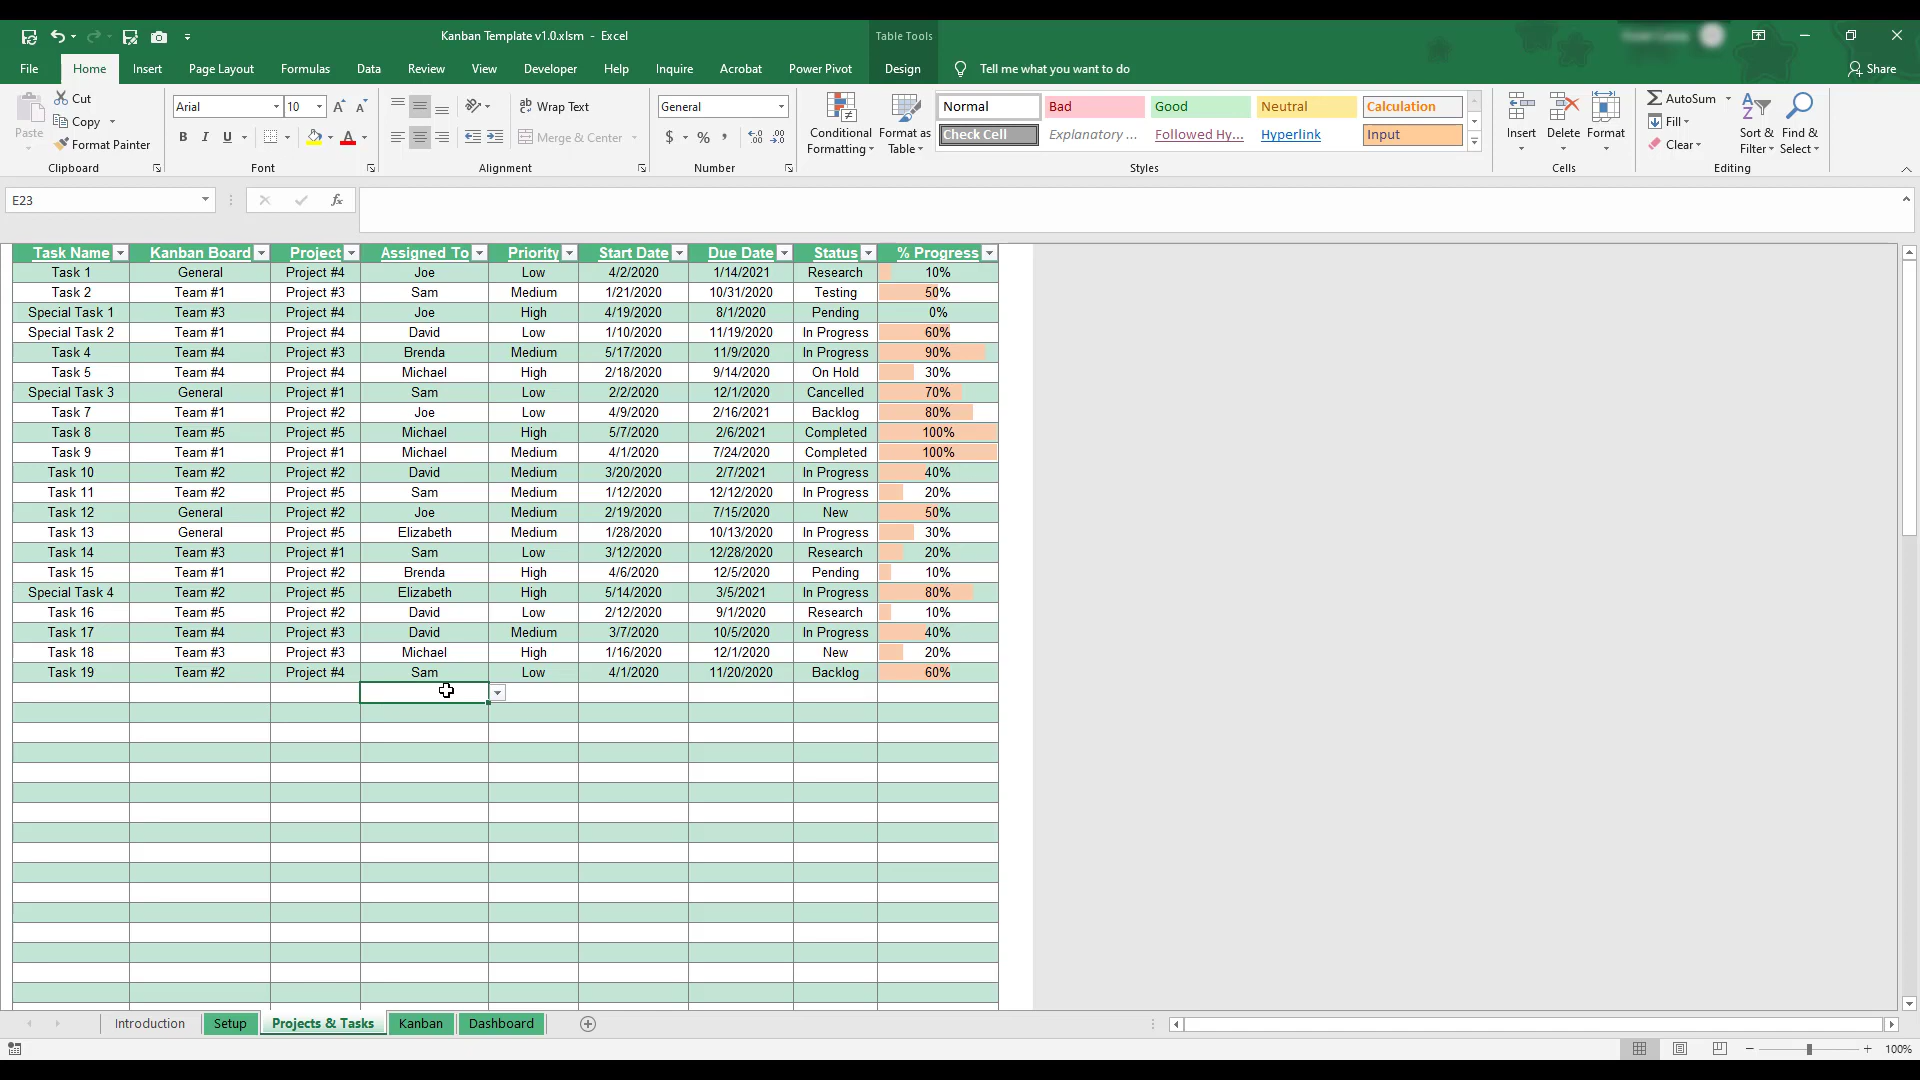 Kanban Template v1.0.xlsm - Excel
Table Tools
File Home Insert Page Layout Formulas Data Review View Developer Help Inquire Acrobat Power Pivot Design Tell me what you want to do Share
Paste
Cut
Copy
Format Painter
Clipboard
Arial 10
B I U
Font
Wrap Text
Merge & Center
Alignment
General
$ % ,
Number
Conditional Formatting
Format as Table
Normal Bad Good Neutral Calculation
Check Cell Explanatory ... Followed Hy... Hyperlink Input
Styles
Insert Delete Format
Cells
AutoSum
Fill
Clear
Sort & Filter
Find & Select
Editing
E23 fx
Task Name Kanban Board Project Assigned To Priority Start Date Due Date Status % Progress
Task 1 General Project #4 Joe Low 4/2/2020 1/14/2021 Research 10%
Task 2 Team #1 Project #3 Sam Medium 1/21/2020 10/31/2020 Testing 50%
Special Task 1 Team #3 Project #4 Joe High 4/19/2020 8/1/2020 Pending 0%
Special Task 2 Team #1 Project #4 David Low 1/10/2020 11/19/2020 In Progress 60%
Task 4 Team #4 Project #3 Brenda Medium 5/17/2020 11/9/2020 In Progress 90%
Task 5 Team #4 Project #4 Michael High 2/18/2020 9/14/2020 On Hold 30%
Special Task 3 General Project #1 Sam Low 2/2/2020 12/1/2020 Cancelled 70%
Task 7 Team #1 Project #2 Joe Low 4/9/2020 2/16/2021 Backlog 80%
Task 8 Team #5 Project #5 Michael High 5/7/2020 2/6/2021 Completed 100%
Task 9 Team #1 Project #1 Michael Medium 4/1/2020 7/24/2020 Completed 100%
Task 10 Team #2 Project #2 David Medium 3/20/2020 2/7/2021 In Progress 40%
Task 11 Team #2 Project #5 Sam Medium 1/12/2020 12/12/2020 In Progress 20%
Task 12 General Project #2 Joe Medium 2/19/2020 7/15/2020 New 50%
Task 13 General Project #5 Elizabeth Medium 1/28/2020 10/13/2020 In Progress 30%
Task 14 Team #3 Project #1 Sam Low 3/12/2020 12/28/2020 Research 20%
Task 15 Team #1 Project #2 Brenda High 4/6/2020 12/5/2020 Pending 10%
Special Task 4 Team #2 Project #5 Elizabeth High 5/14/2020 3/5/2021 In Progress 80%
Task 16 Team #5 Project #2 David Low 2/12/2020 9/1/2020 Research 10%
Task 17 Team #4 Project #3 David Medium 3/7/2020 10/5/2020 In Progress 40%
Task 18 Team #3 Project #3 Michael High 1/16/2020 12/1/2020 New 20%
Task 19 Team #2 Project #4 Sam Low 4/1/2020 11/20/2020 Backlog 60%
Introduction Setup Projects & Tasks Kanban Dashboard
100%